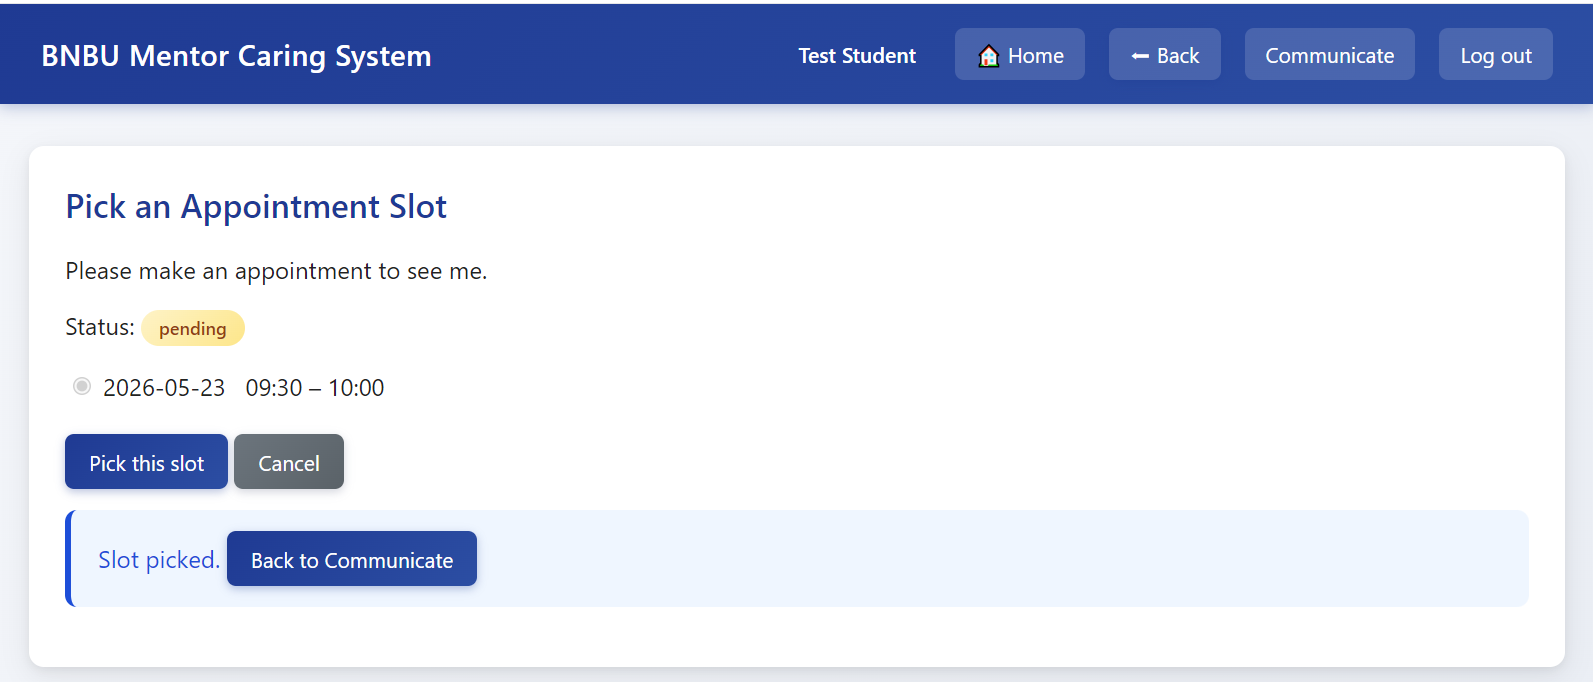 BNBU Mentor Caring System
Test Student
Home
Back
Communicate
Log out
Pick an Appointment Slot
Please make an appointment to see me.
Status: pending
2026-05-23 09:30 – 10:00
Pick this slot
Cancel
Slot picked. Back to Communicate